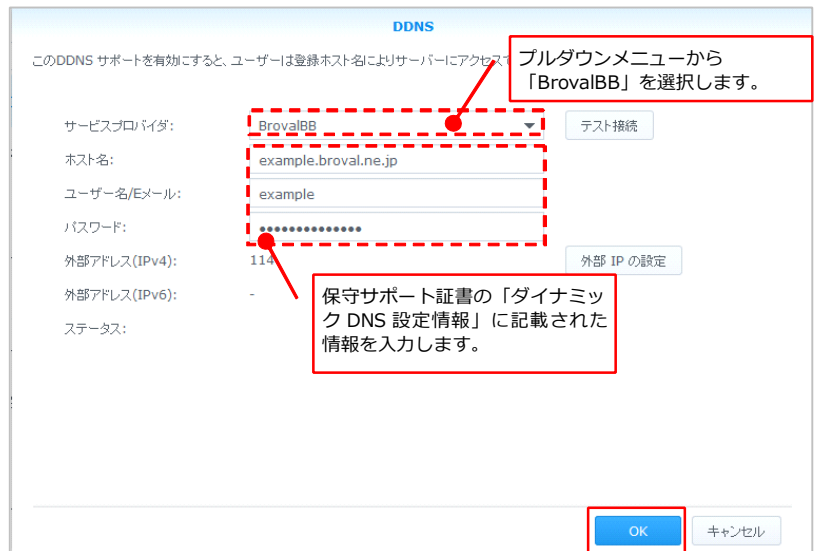 DDNS
このDDNS サポートを有効にすると、ユーザーは登録ホスト名によりサーバーにアクセス
プルダウンメニューから
「BrovalBB」を選択します。
サービスプロバイダ: BrovalBB テスト接続
ホスト名: example.broval.ne.jp
ユーザー名/Eメール: example
パスワード: ••••••••••••••
外部アドレス(IPv4): 114 外部 IP の設定
外部アドレス(IPv6): -
ステータス:
保守サポート証書の「ダイナミッ
ク DNS 設定情報」に記載された
情報を入力します。
OK キャンセル